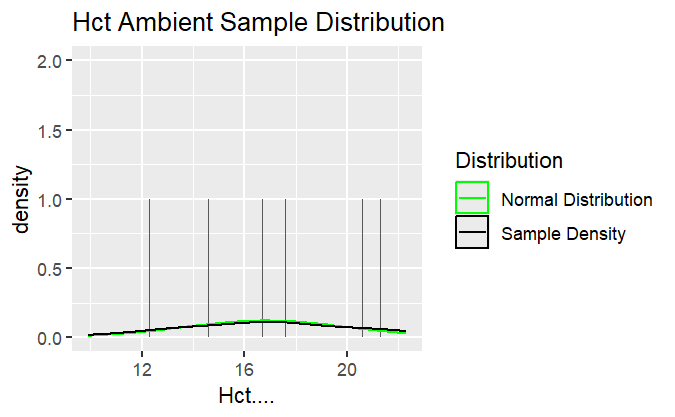 Hct Ambient Sample Distribution
2.0
1.5
1.0
0.5
0.0
density
12 16 20
Hct....
Distribution
Normal Distribution
Sample Density